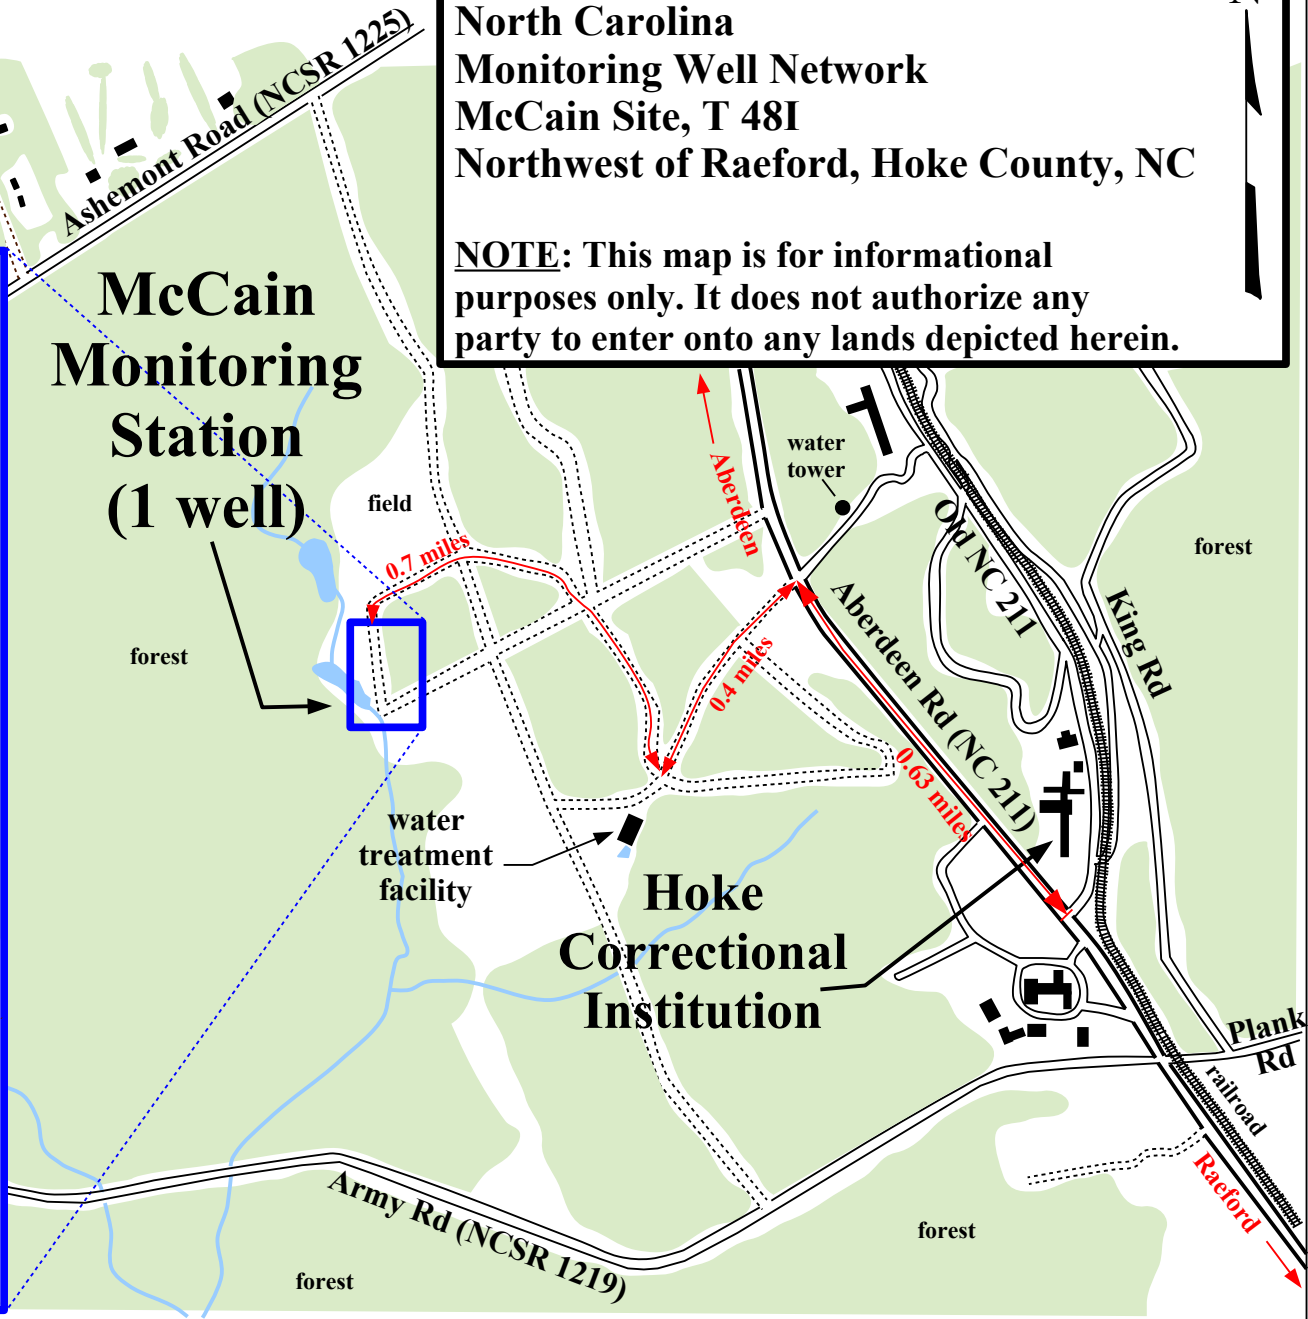 N
North Carolina
Monitoring Well Network
McCain Site, T 48I
Northwest of Raeford, Hoke County, NC
NOTE: This map is for informational
purposes only. It does not authorize any
party to enter onto any lands depicted herein.
Ashemont Road (NCSR 1225)
McCain
Monitoring
Station
(1 well)
field
water
tower
Aberdeen
Old NC 211
forest
0.7 miles
King Rd
forest
Aberdeen Rd (NC 211)
0.4 miles
0.63 miles
water
treatment
facility
Hoke
Correctional
Institution
Plank
Rd
railroad
Raeford
Army Rd (NCSR 1219)
forest
forest